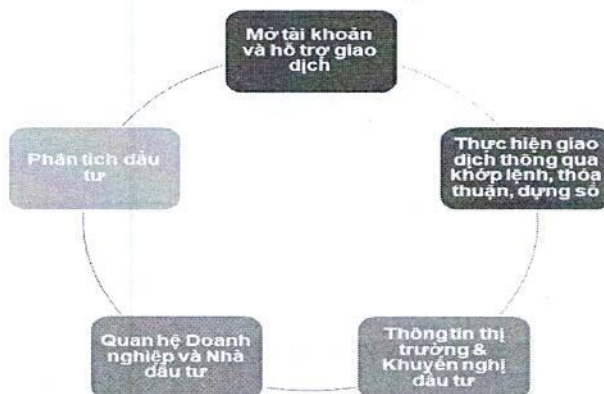 Mở tài khoản
và hỗ trợ giao
dịch
Thực hiện giao
dịch thông qua
khớp lệnh, thỏa
thuận, dựng sổ
Thông tin thị
trường &
Khuyến nghị
đầu tư
Quan hệ Doanh
nghiệp và Nhà
đầu tư
Phân tích đầu
tư